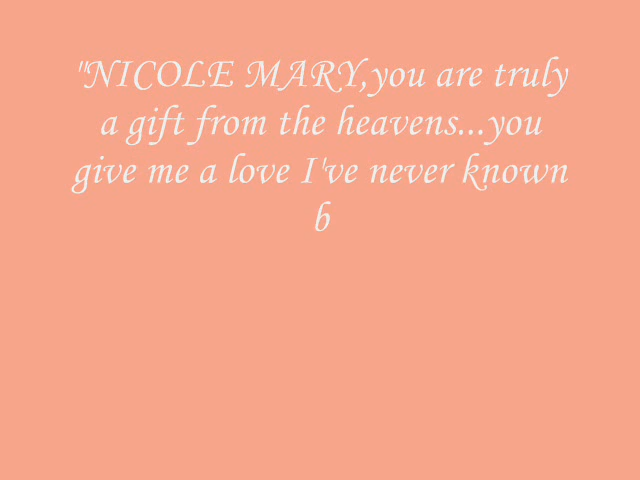 "NICOLE MARY,you are truly
a gift from the heavens...you
give me a love I've never known
b